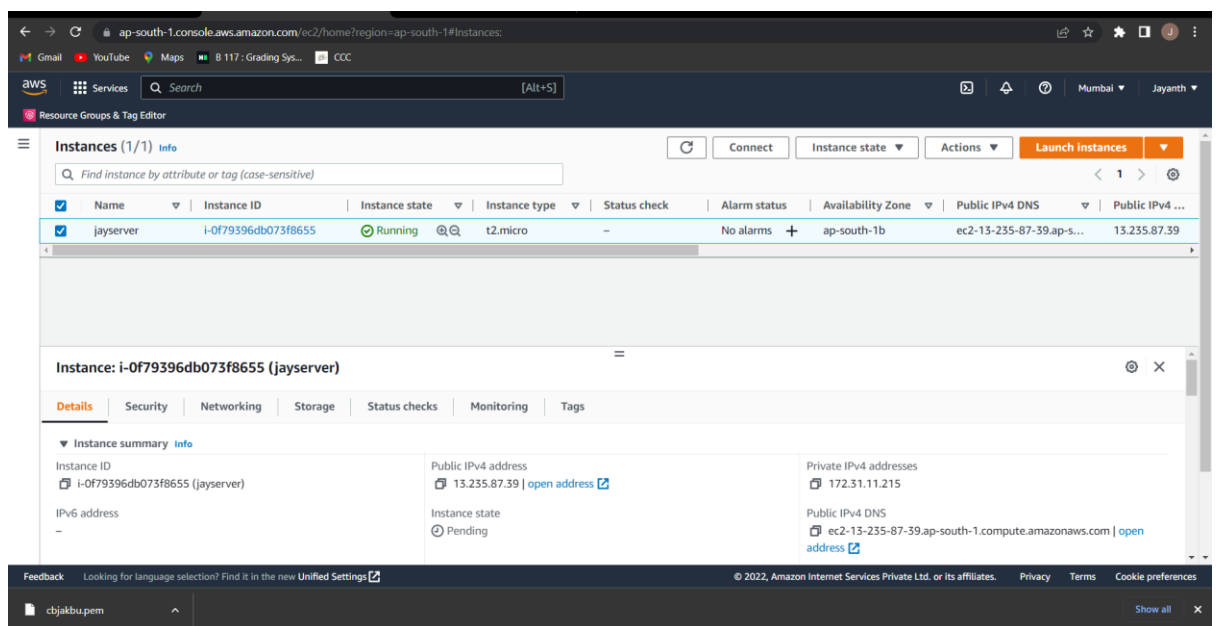 ap-south-1.console.aws.amazon.com/ec2/home?region=ap-south-1#Instances:
Gmail YouTube Maps B 117 : Grading Sys... CCC
aws Services Search [Alt+S] Mumbai Jayanth
Resource Groups & Tag Editor
Instances (1/1) Info Connect Instance state Actions Launch instances
Find instance by attribute or tag (case-sensitive) 1
Name Instance ID Instance state Instance type Status check Alarm status Availability Zone Public IPv4 DNS Public IPv4 ...
jayserver i-0f79396db073f8655 Running t2.micro – No alarms + ap-south-1b ec2-13-235-87-39.ap-s... 13.235.87.39
Instance: i-0f79396db073f8655 (jayserver)
Details Security Networking Storage Status checks Monitoring Tags
Instance summary Info
Instance ID Public IPv4 address Private IPv4 addresses
i-0f79396db073f8655 (jayserver) 13.235.87.39 | open address 172.31.11.215
IPv6 address Instance state Public IPv4 DNS
– Pending ec2-13-235-87-39.ap-south-1.compute.amazonaws.com | open
address
Feedback Looking for language selection? Find it in the new Unified Settings © 2022, Amazon Internet Services Private Ltd. or its affiliates. Privacy Terms Cookie preferences
cbjakbu.pem Show all